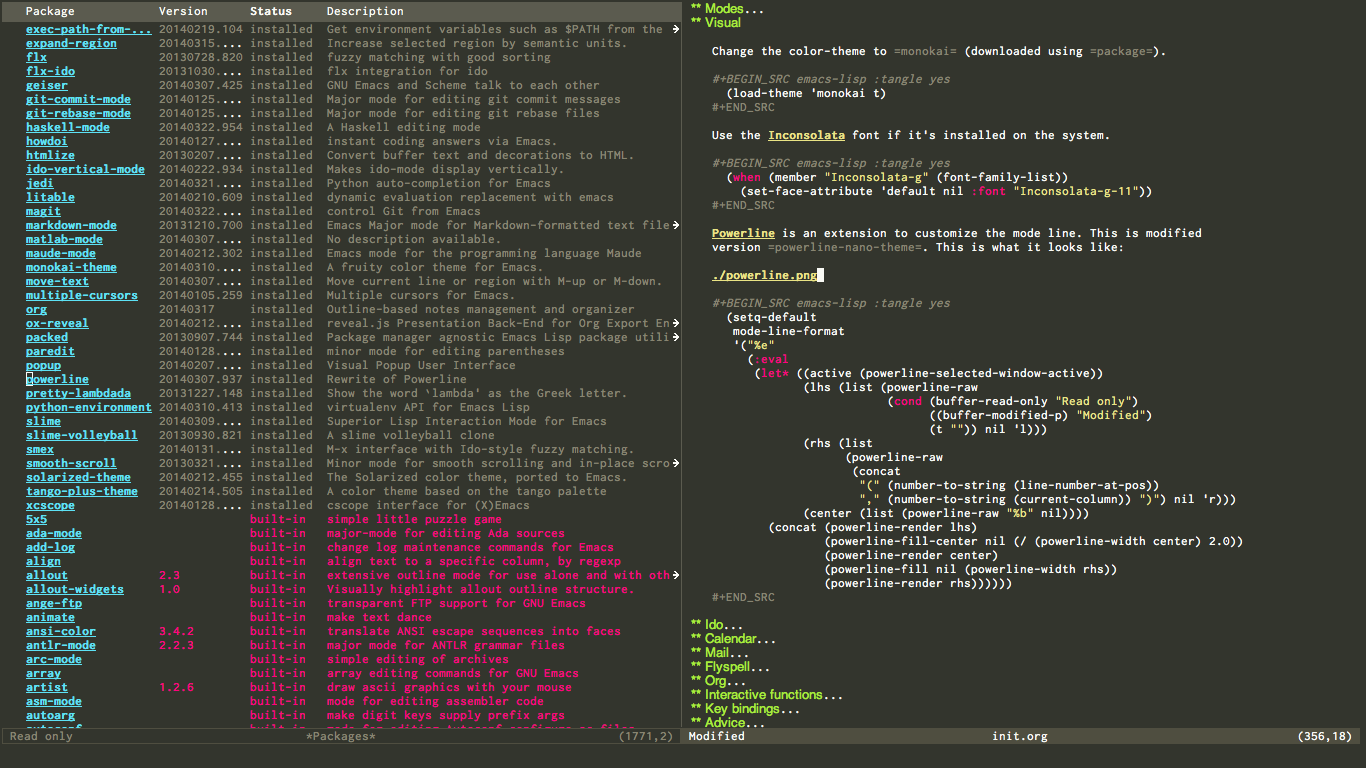 Package Version Status Description
exec-path-from-... 20140219.104 installed Get environment variables such as $PATH from the
expand-region 20140315.... installed Increase selected region by semantic units.
flx 20130728.820 installed fuzzy matching with good sorting
flx-ido 20131030.... installed flx integration for ido
geiser 20140307.425 installed GNU Emacs and Scheme talk to each other
git-commit-mode 20140125.... installed Major mode for editing git commit messages
git-rebase-mode 20140125.... installed Major mode for editing git rebase files
haskell-mode 20140322.954 installed A Haskell editing mode
howdoi 20140127.... installed instant coding answers via Emacs.
htmlize 20130207.... installed Convert buffer text and decorations to HTML.
ido-vertical-mode 20140222.934 installed Makes ido-mode display vertically.
jedi 20140321.... installed Python auto-completion for Emacs
litable 20140210.609 installed dynamic evaluation replacement with emacs
magit 20140322.... installed control Git from Emacs
markdown-mode 20131210.700 installed Emacs Major mode for Markdown-formatted text file
matlab-mode 20140307.... installed No description available.
maude-mode 20140212.302 installed Emacs mode for the programming language Maude
monokai-theme 20140310.... installed A fruity color theme for Emacs.
move-text 20140307.... installed Move current line or region with M-up or M-down.
multiple-cursors 20140105.259 installed Multiple cursors for Emacs.
org 20140317 installed Outline-based notes management and organizer
ox-reveal 20140212.... installed reveal.js Presentation Back-End for Org Export En
packed 20130907.744 installed Package manager agnostic Emacs Lisp package utili
paredit 20140128.... installed minor mode for editing parentheses
popup 20140207.... installed Visual Popup User Interface
powerline 20140307.937 installed Rewrite of Powerline
pretty-lambdada 20131227.148 installed Show the word `lambda' as the Greek letter.
python-environment 20140310.413 installed virtualenv API for Emacs Lisp
slime 20140309.... installed Superior Lisp Interaction Mode for Emacs
slime-volleyball 20130930.821 installed A slime volleyball clone
smex 20140131.... installed M-x interface with Ido-style fuzzy matching.
smooth-scroll 20130321.... installed Minor mode for smooth scrolling and in-place scro
solarized-theme 20140212.455 installed The Solarized color theme, ported to Emacs.
tango-plus-theme 20140214.505 installed A color theme based on the tango palette
xcscope 20140128.... installed cscope interface for (X)Emacs
5x5 built-in simple little puzzle game
ada-mode built-in major-mode for editing Ada sources
add-log built-in change log maintenance commands for Emacs
align built-in align text to a specific column, by regexp
allout 2.3 built-in extensive outline mode for use alone and with oth
allout-widgets 1.0 built-in Visually highlight allout outline structure.
ange-ftp built-in transparent FTP support for GNU Emacs
animate built-in make text dance
ansi-color 3.4.2 built-in translate ANSI escape sequences into faces
antlr-mode 2.2.3 built-in major mode for ANTLR grammar files
arc-mode built-in simple editing of archives
array built-in array editing commands for GNU Emacs
artist 1.2.6 built-in draw ascii graphics with your mouse
asm-mode built-in mode for editing assembler code
autoarg built-in make digit keys supply prefix args
Read only *Packages* (1771,2)
** Modes...
** Visual
Change the color-theme to =monokai= (downloaded using =package=).
#+BEGIN_SRC emacs-lisp :tangle yes
(load-theme 'monokai t)
#+END_SRC
Use the Inconsolata font if it's installed on the system.
#+BEGIN_SRC emacs-lisp :tangle yes
(when (member "Inconsolata-g" (font-family-list))
(set-face-attribute 'default nil :font "Inconsolata-g-11"))
#+END_SRC
Powerline is an extension to customize the mode line. This is modified
version =powerline-nano-theme=. This is what it looks like:
./powerline.png
#+BEGIN_SRC emacs-lisp :tangle yes
(setq-default
mode-line-format
'("%e"
(:eval
(let* ((active (powerline-selected-window-active))
(lhs (list (powerline-raw
(cond (buffer-read-only "Read only")
((buffer-modified-p) "Modified")
(t "")) nil 'l)))
(rhs (list
(powerline-raw
(concat
"(" (number-to-string (line-number-at-pos))
"," (number-to-string (current-column)) ")") nil 'r)))
(center (list (powerline-raw "%b" nil))))
(concat (powerline-render lhs)
(powerline-fill-center nil (/ (powerline-width center) 2.0))
(powerline-render center)
(powerline-fill nil (powerline-width rhs))
(powerline-render rhs))))))
#+END_SRC
** Ido...
** Calendar...
** Mail...
** Flyspell...
** Org...
** Interactive functions...
** Key bindings...
** Advice...
Modified init.org (356,18)